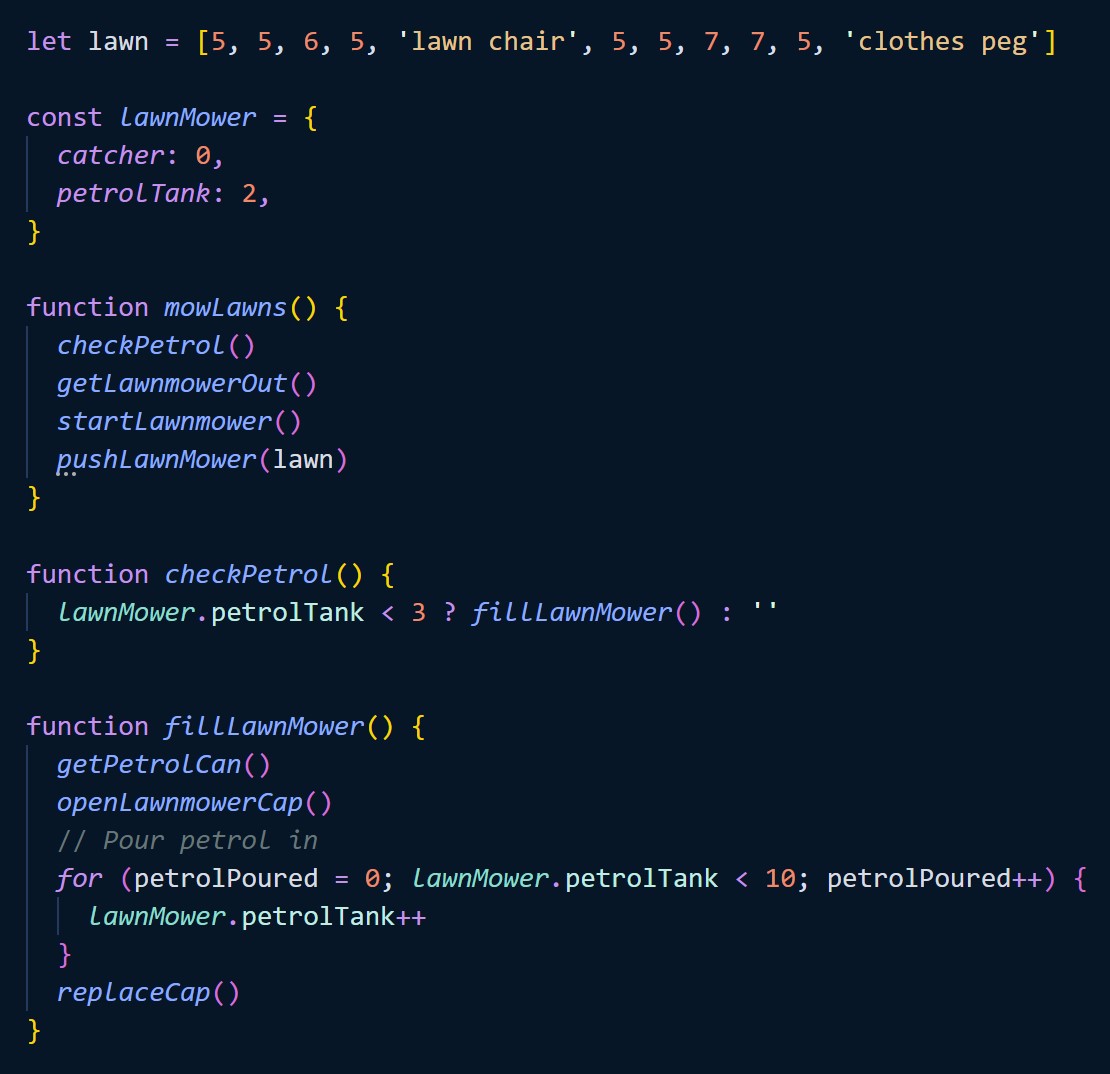 let lawn = [5, 5, 6, 5, 'lawn chair', 5, 5, 7, 7, 5, 'clothes peg']
const lawnMower = {
catcher: 0,
petrolTank: 2,
}
function mowLawns() {
checkPetrol()
getLawnmowerOut()
startLawnmower()
pushLawnMower(lawn)
}
function checkPetrol() {
lawnMower.petrolTank < 3 ? fillLawnMower() : ''
}
function fillLawnMower() {
getPetrolCan()
openLawnmowerCap()
// Pour petrol in
for (petrolPoured = 0; lawnMower.petrolTank < 10; petrolPoured++) {
lawnMower.petrolTank++
}
replaceCap()
}